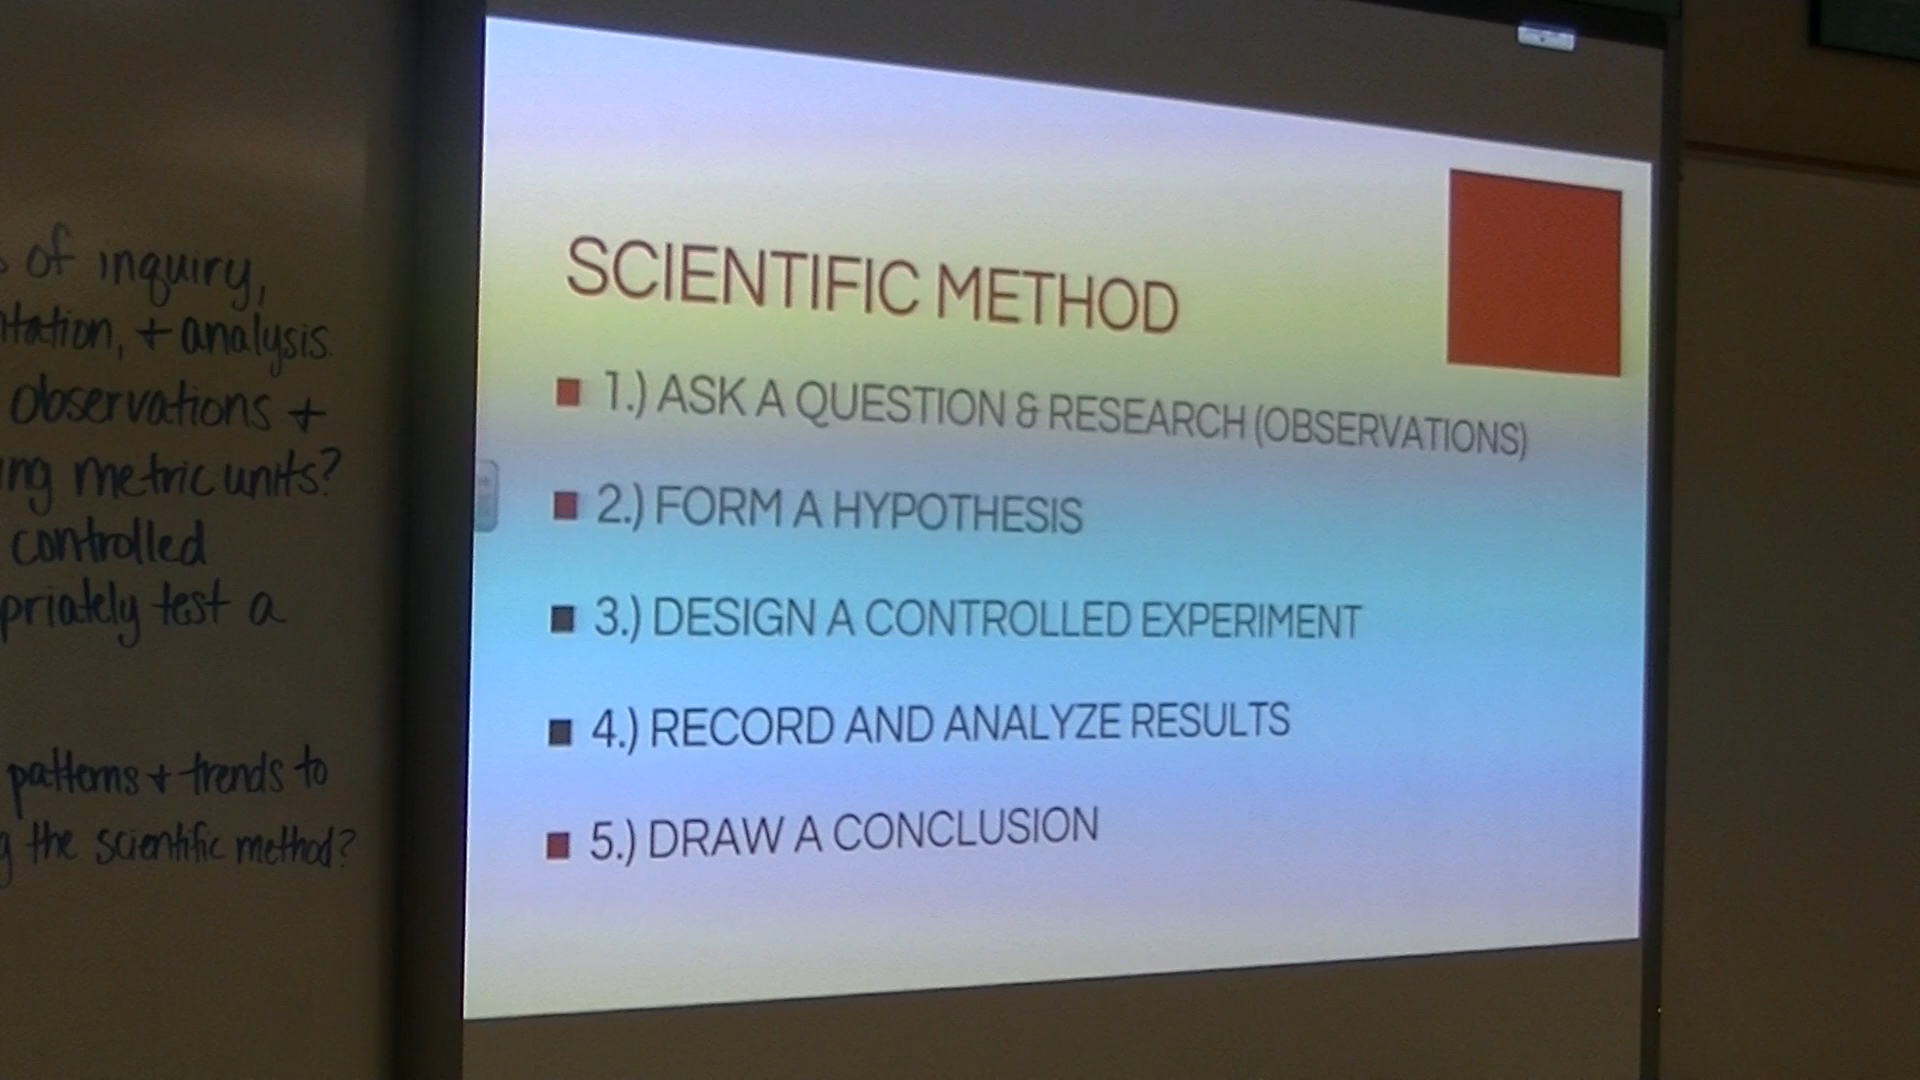 of inquiry,
+ analysis.
observations +
metric units?
controlled
test a
patterns + trends to
the scientific method?
SCIENTIFIC METHOD
1.) ASK A QUESTION & RESEARCH (OBSERVATIONS)
2.) FORM A HYPOTHESIS
3.) DESIGN A CONTROLLED EXPERIMENT
4.) RECORD AND ANALYZE RESULTS
5.) DRAW A CONCLUSION